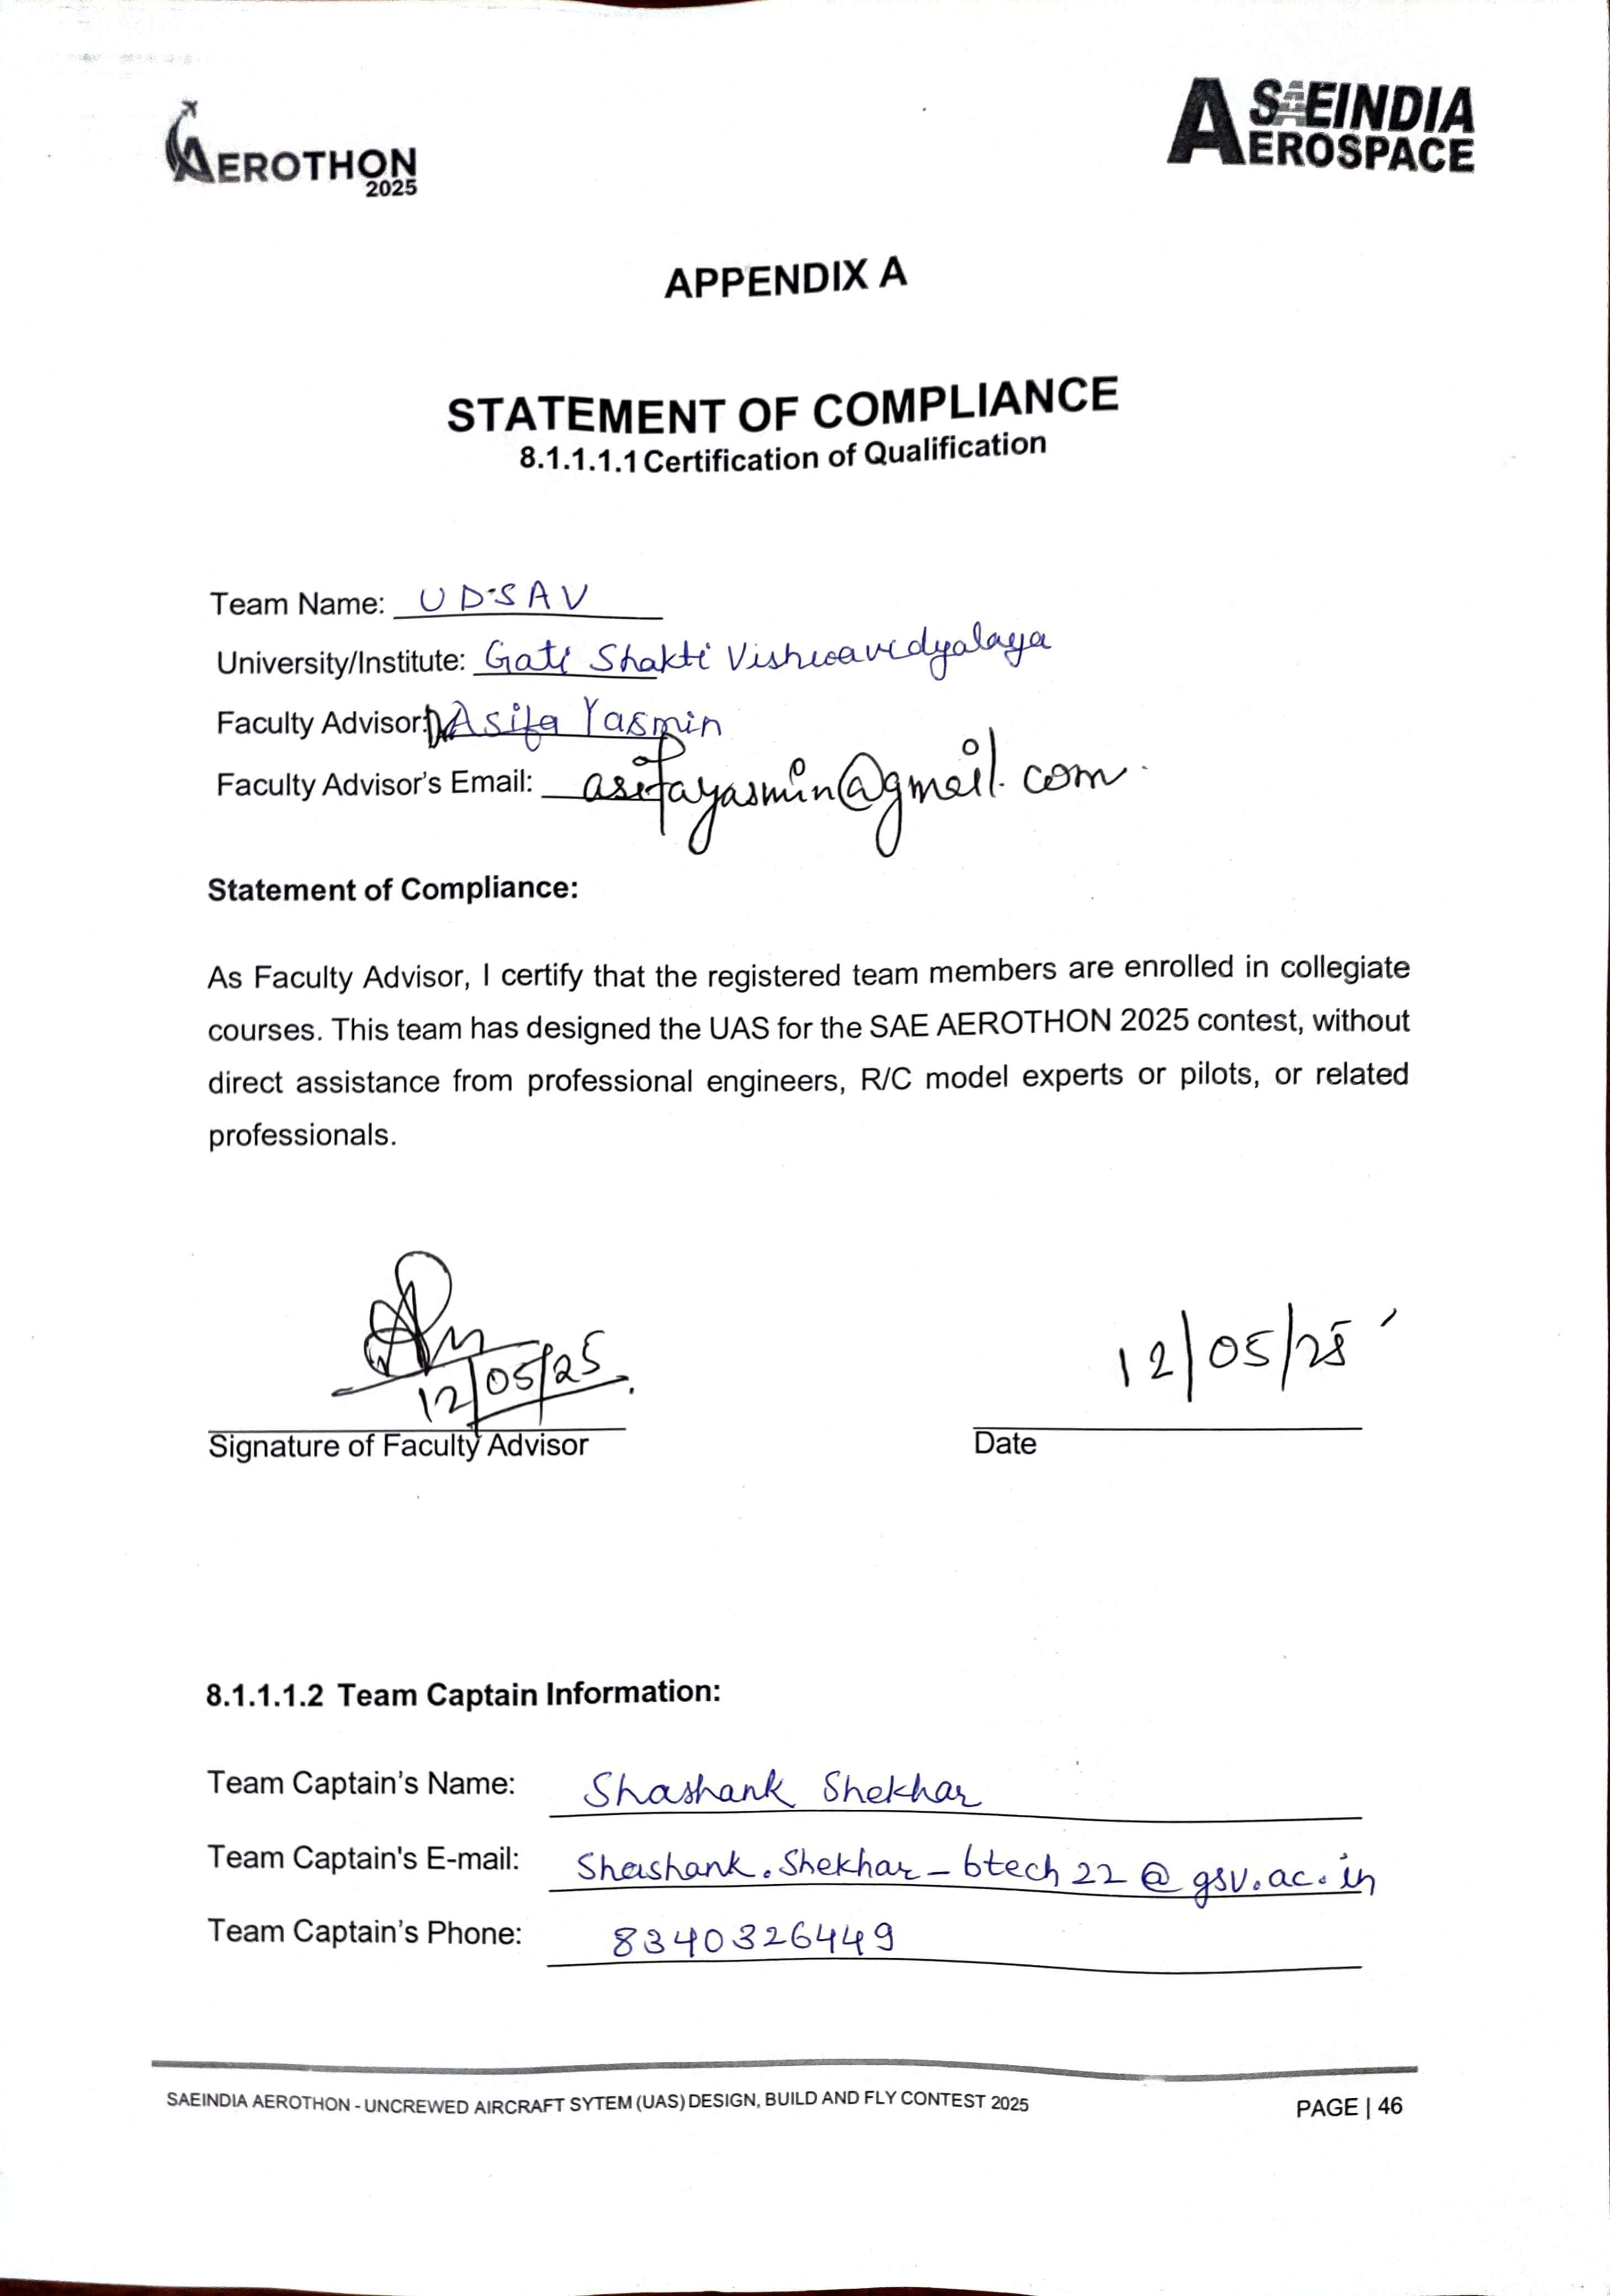 AEROTHON
2025
ASAEINDIA
AEROSPACE
APPENDIX A
STATEMENT OF COMPLIANCE
8.1.1.1.1 Certification of Qualification
Team Name: UDSAV
University/Institute: Gati Shakti Vishwavidyalaya
Faculty Advisor: Asifa Yasmin
Faculty Advisor's Email: asifayasmin@gmail.com
Statement of Compliance:
As Faculty Advisor, I certify that the registered team members are enrolled in collegiate
courses. This team has designed the UAS for the SAE AEROTHON 2025 contest, without
direct assistance from professional engineers, R/C model experts or pilots, or related
professionals.
12/05/25
12/05/25
Signature of Faculty Advisor
Date
8.1.1.1.2 Team Captain Information:
Team Captain's Name: Shashank Shekhar
Team Captain's E-mail: Shashank.Shekhar_btech22@gsv.ac.in
Team Captain's Phone: 8340326449
SAEINDIA AEROTHON - UNCREWED AIRCRAFT SYTEM (UAS) DESIGN, BUILD AND FLY CONTEST 2025
PAGE | 46